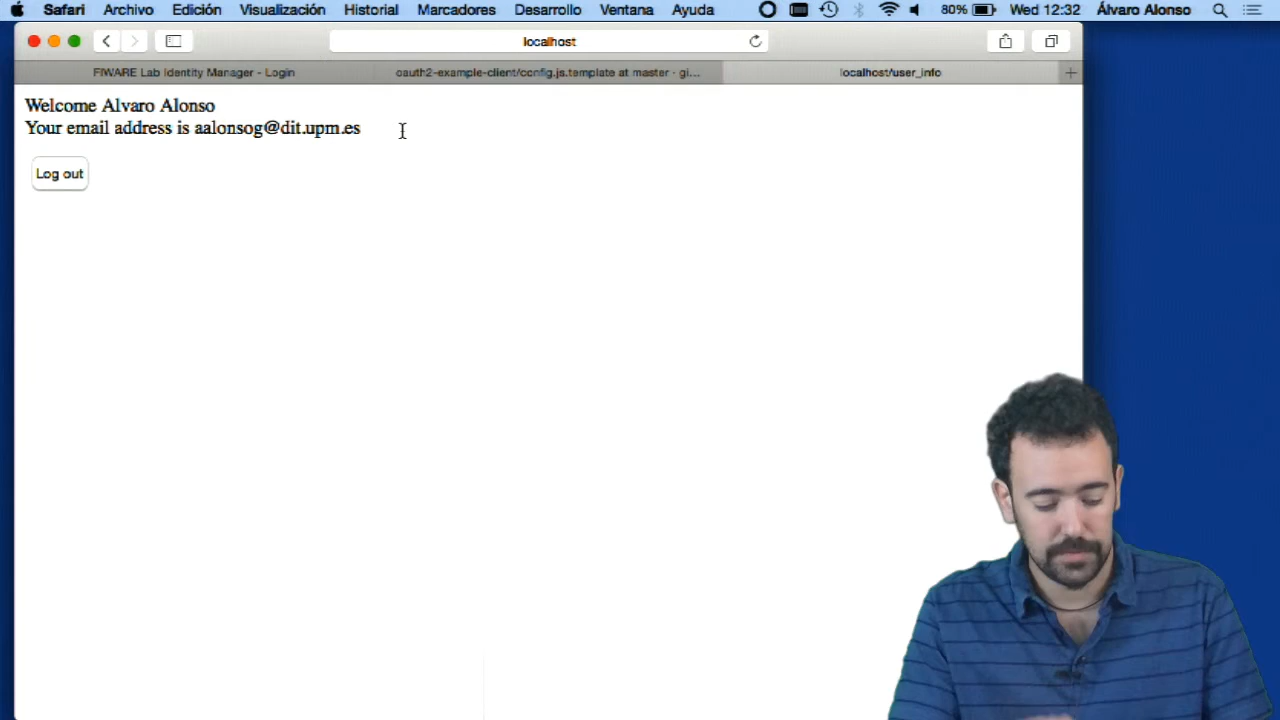 Safari Archivo Edición Visualización Historial Marcadores Desarrollo Ventana Ayuda 80% Wed 12:32 Álvaro Alonso
localhost
FIWARE Lab Identity Manager - Login oauth2-example-client/config.js.template at master · gi... localhost/user_info
Welcome Alvaro Alonso
Your email address is aalonsog@dit.upm.es
Log out